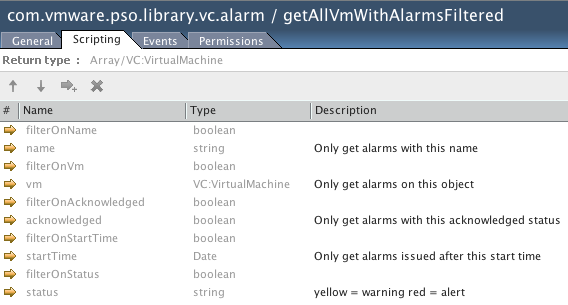 com.vmware.pso.library.vc.alarm / getAllVmWithAlarmsFiltered
General Scripting Events Permissions
Return type : Array/VC:VirtualMachine
# Name Type Description
filterOnName boolean
name string Only get alarms with this name
filterOnVm boolean
vm VC:VirtualMachine Only get alarms on this object
filterOnAcknowledged boolean
acknowledged boolean Only get alarms with this acknowledged status
filterOnStartTime boolean
startTime Date Only get alarms issued after this start time
filterOnStatus boolean
status string yellow = warning red = alert